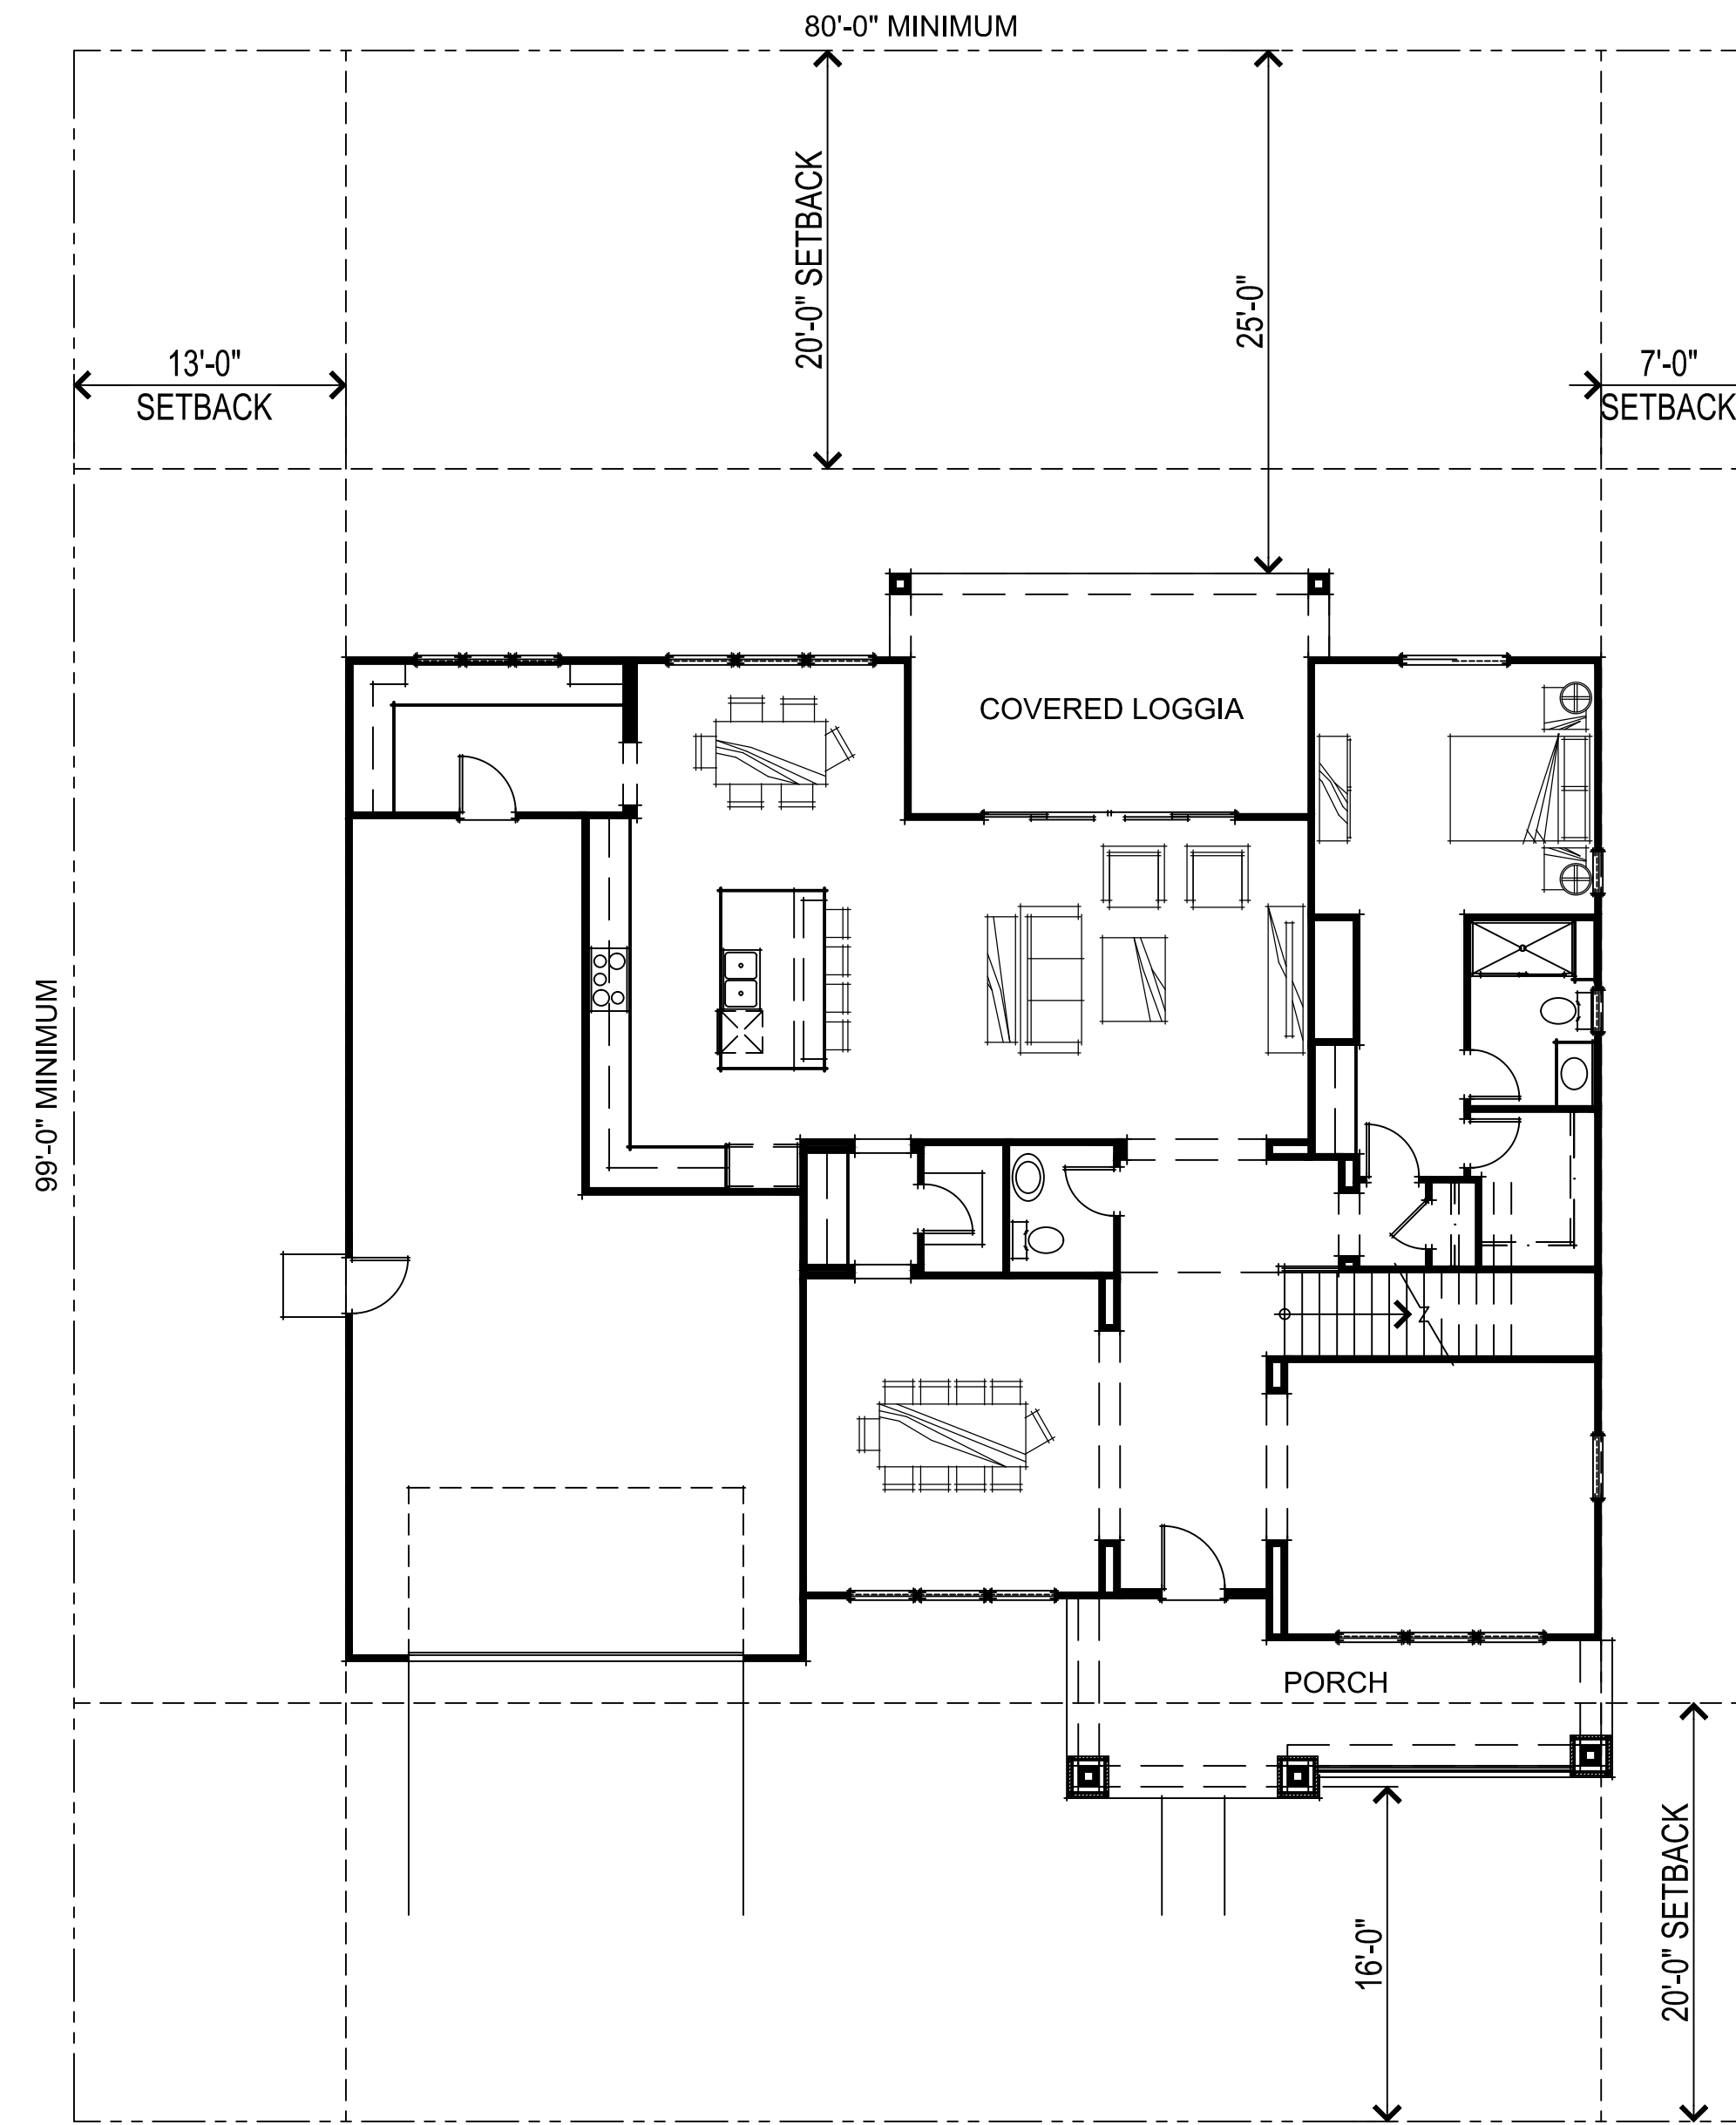 80'-0" MINIMUM
20'-0" SETBACK
25'-0"
13'-0"
SETBACK
7'-0"
SETBACK
COVERED LOGGIA
99'-0" MINIMUM
PORCH
16'-0"
20'-0" SETBACK